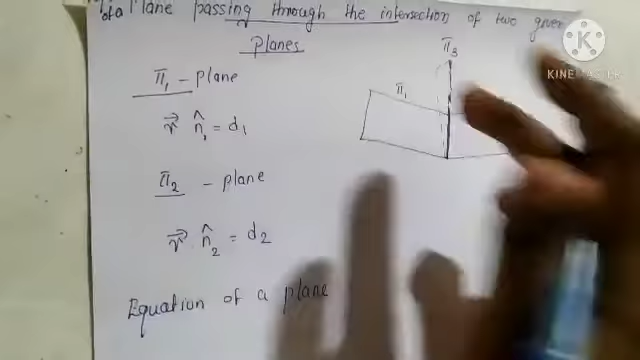 of a Plane passing through the intersection of two given
planes
π₁ - plane
π₃
π₁
r⃗ . n̂₁ = d₁
π₂ - plane
r⃗ . n̂₂ = d₂
Equation of a plane
KINEMASTER